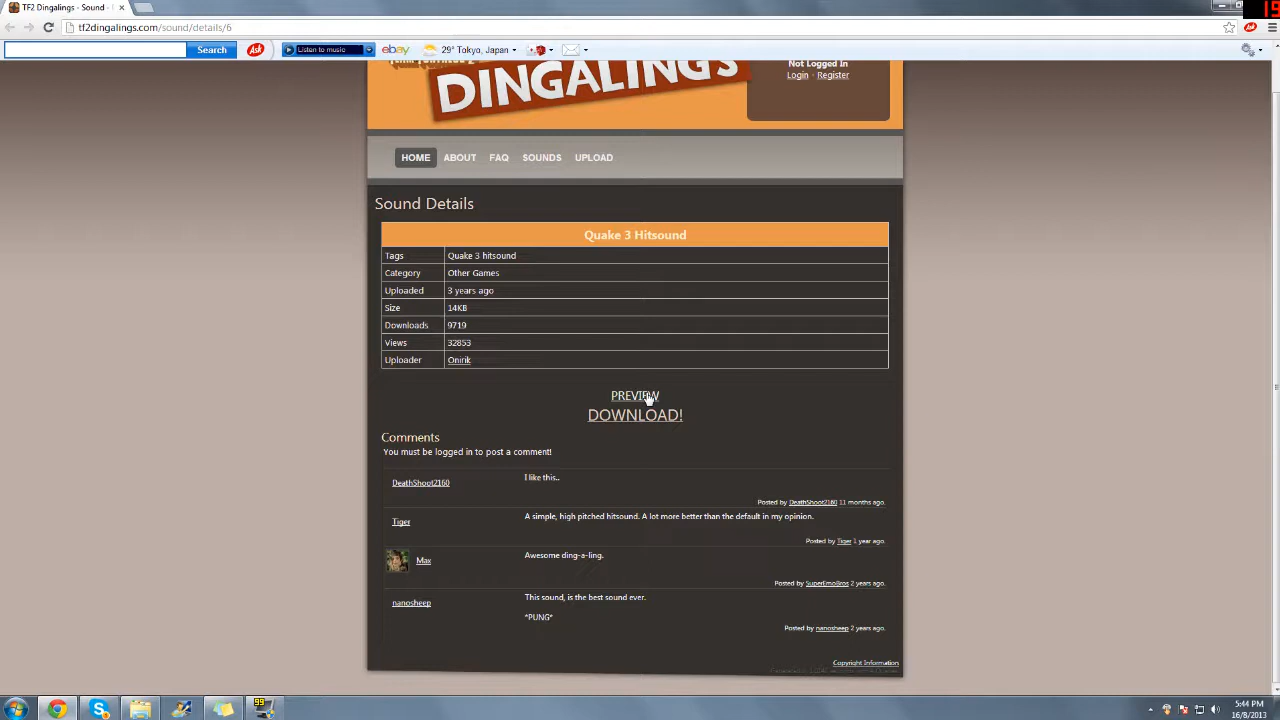 TF2 Dingalings - Sound -
19
tf2dingalings.com/sound/details/6
Search
Ask
Listen to music
ebay
29° Tokyo, Japan
Ask
DINGALING'S
Not Logged In
Login - Register
HOME ABOUT FAQ SOUNDS UPLOAD
Sound Details
Quake 3 Hitsound
Tags Quake 3 hitsound
Category Other Games
Uploaded 3 years ago
Size 14KB
Downloads 9719
Views 32853
Uploader Onirik
PREVIEW
DOWNLOAD!
Comments
You must be logged in to post a comment!
DeathShoot2160 I like this..
Posted by DeathShoot2160 11 months ago.
Tiger A simple, high pitched hitsound. A lot more better than the default in my opinion.
Posted by Tiger 1 year ago.
Max Awesome ding-a-ling.
Posted by SuperEmoBros 2 years ago.
nanosheep This sound, is the best sound ever.
*PUNG*
Posted by nanosheep 2 years ago.
Copyright Information
99
5:44 PM
16/8/2013